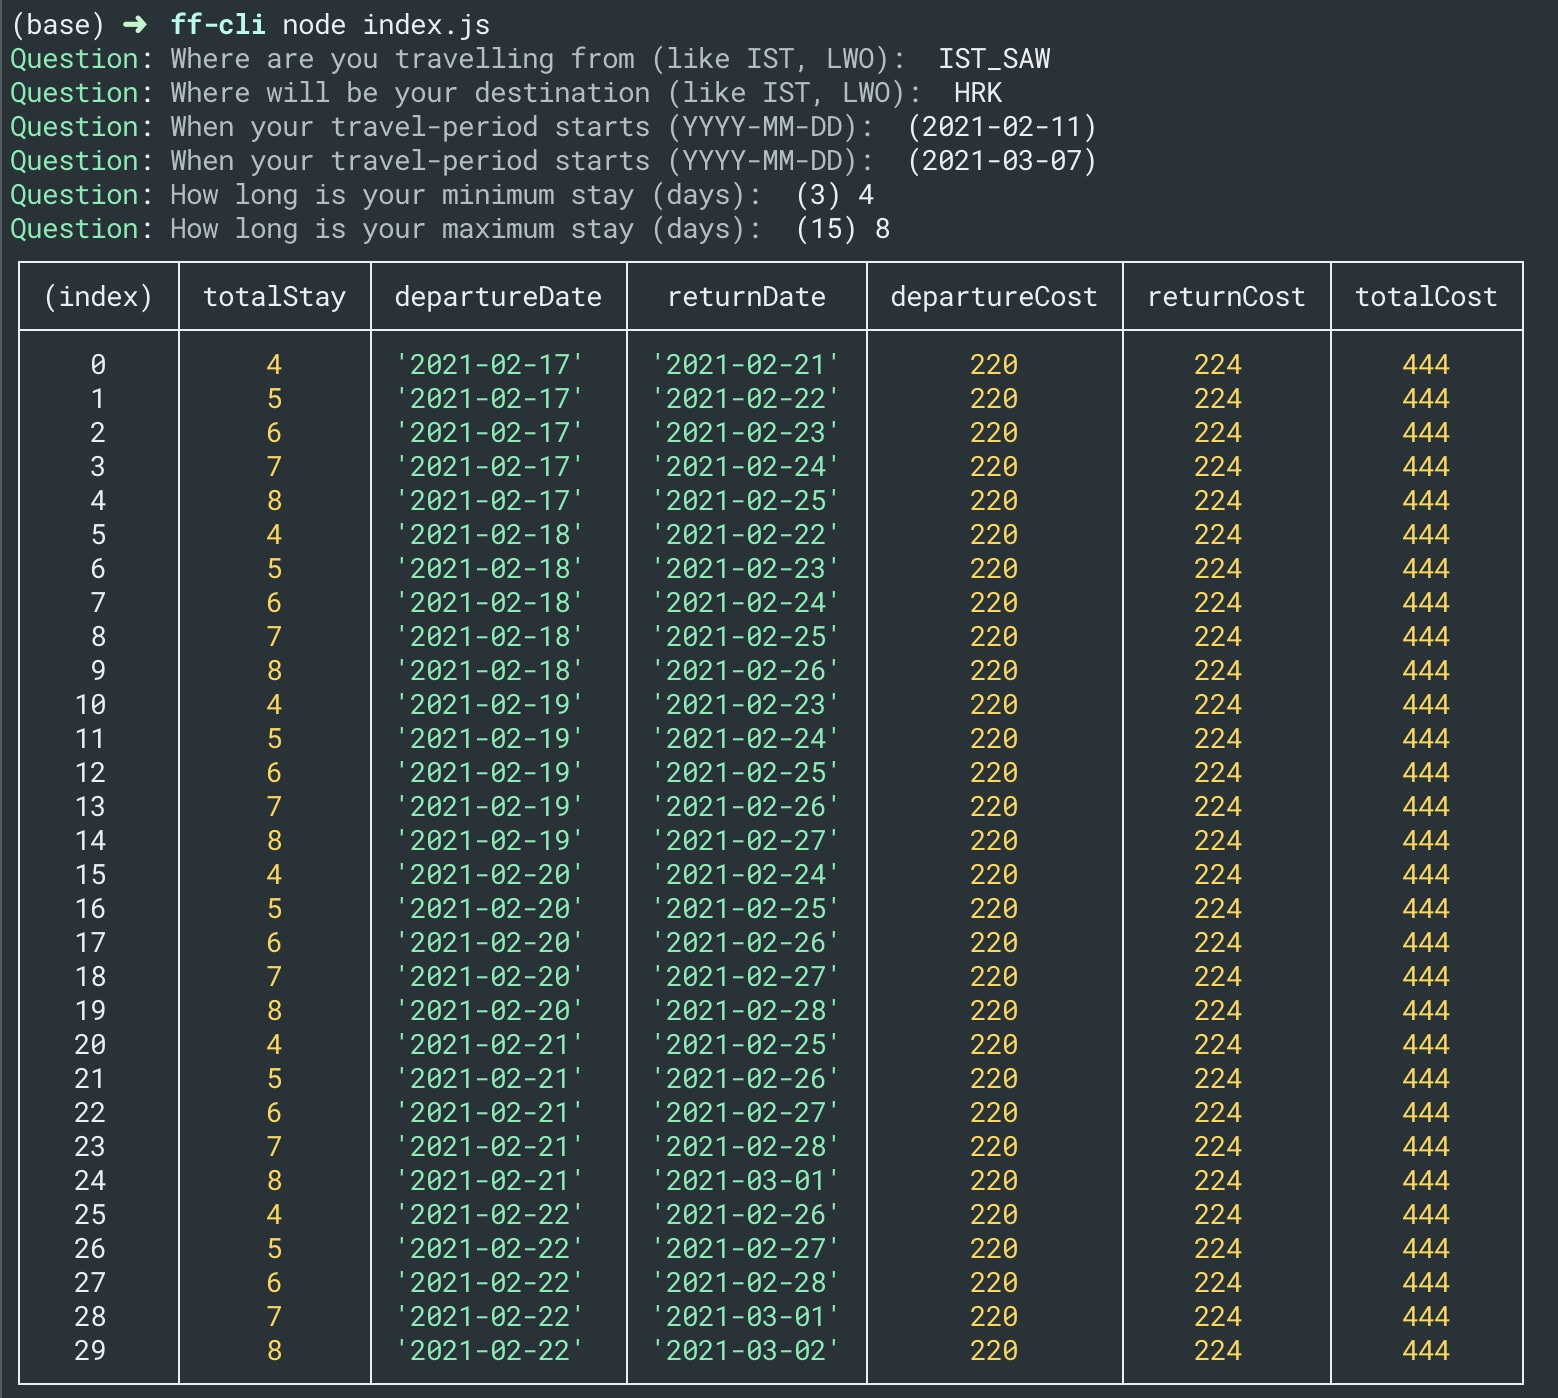 (base) ➜ ff-cli node index.js
Question: Where are you travelling from (like IST, LWO):  IST_SAW
Question: Where will be your destination (like IST, LWO):  HRK
Question: When your travel-period starts (YYYY-MM-DD):  (2021-02-11)
Question: When your travel-period starts (YYYY-MM-DD):  (2021-03-07)
Question: How long is your minimum stay (days):  (3) 4
Question: How long is your maximum stay (days):  (15) 8
(index) totalStay departureDate returnDate departureCost returnCost totalCost
0 4 '2021-02-17' '2021-02-21' 220 224 444
1 5 '2021-02-17' '2021-02-22' 220 224 444
2 6 '2021-02-17' '2021-02-23' 220 224 444
3 7 '2021-02-17' '2021-02-24' 220 224 444
4 8 '2021-02-17' '2021-02-25' 220 224 444
5 4 '2021-02-18' '2021-02-22' 220 224 444
6 5 '2021-02-18' '2021-02-23' 220 224 444
7 6 '2021-02-18' '2021-02-24' 220 224 444
8 7 '2021-02-18' '2021-02-25' 220 224 444
9 8 '2021-02-18' '2021-02-26' 220 224 444
10 4 '2021-02-19' '2021-02-23' 220 224 444
11 5 '2021-02-19' '2021-02-24' 220 224 444
12 6 '2021-02-19' '2021-02-25' 220 224 444
13 7 '2021-02-19' '2021-02-26' 220 224 444
14 8 '2021-02-19' '2021-02-27' 220 224 444
15 4 '2021-02-20' '2021-02-24' 220 224 444
16 5 '2021-02-20' '2021-02-25' 220 224 444
17 6 '2021-02-20' '2021-02-26' 220 224 444
18 7 '2021-02-20' '2021-02-27' 220 224 444
19 8 '2021-02-20' '2021-02-28' 220 224 444
20 4 '2021-02-21' '2021-02-25' 220 224 444
21 5 '2021-02-21' '2021-02-26' 220 224 444
22 6 '2021-02-21' '2021-02-27' 220 224 444
23 7 '2021-02-21' '2021-02-28' 220 224 444
24 8 '2021-02-21' '2021-03-01' 220 224 444
25 4 '2021-02-22' '2021-02-26' 220 224 444
26 5 '2021-02-22' '2021-02-27' 220 224 444
27 6 '2021-02-22' '2021-02-28' 220 224 444
28 7 '2021-02-22' '2021-03-01' 220 224 444
29 8 '2021-02-22' '2021-03-02' 220 224 444